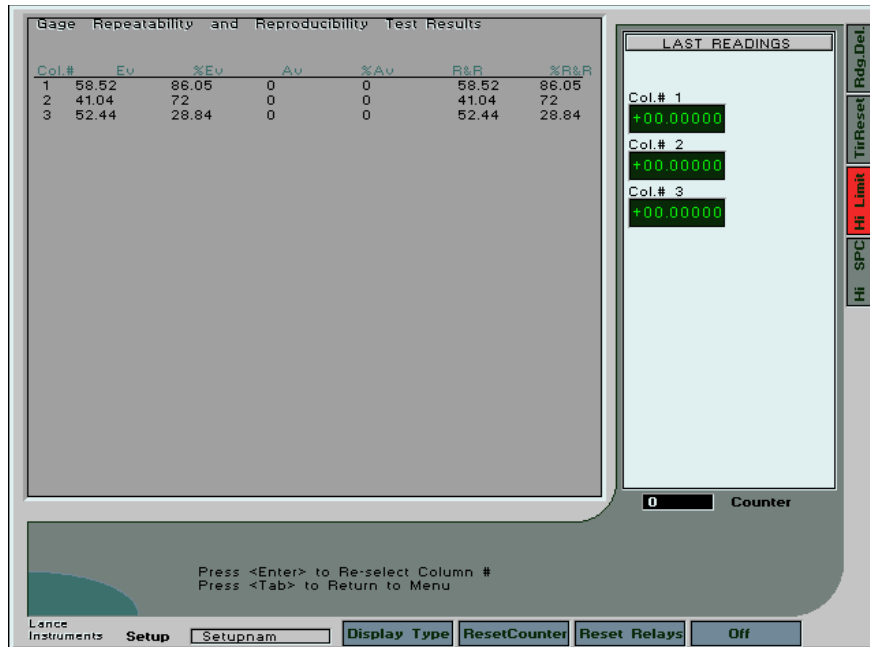 Gage Repeatability and Reproducibility Test Results
Col.# Ev %Ev Av %Av R&R %R&R
1 58.52 86.05 0 0 58.52 86.05
2 41.04 72 0 0 41.04 72
3 52.44 28.84 0 0 52.44 28.84
LAST READINGS
Col.# 1
+00.00000
Col.# 2
+00.00000
Col.# 3
+00.00000
0 Counter
Rdg.Del.
TirReset
Hi Limit
Hi SPC
Press <Enter> to Re-select Column #
Press <Tab> to Return to Menu
Lance
Instruments
Setup Setupnam Display Type ResetCounter Reset Relays Off